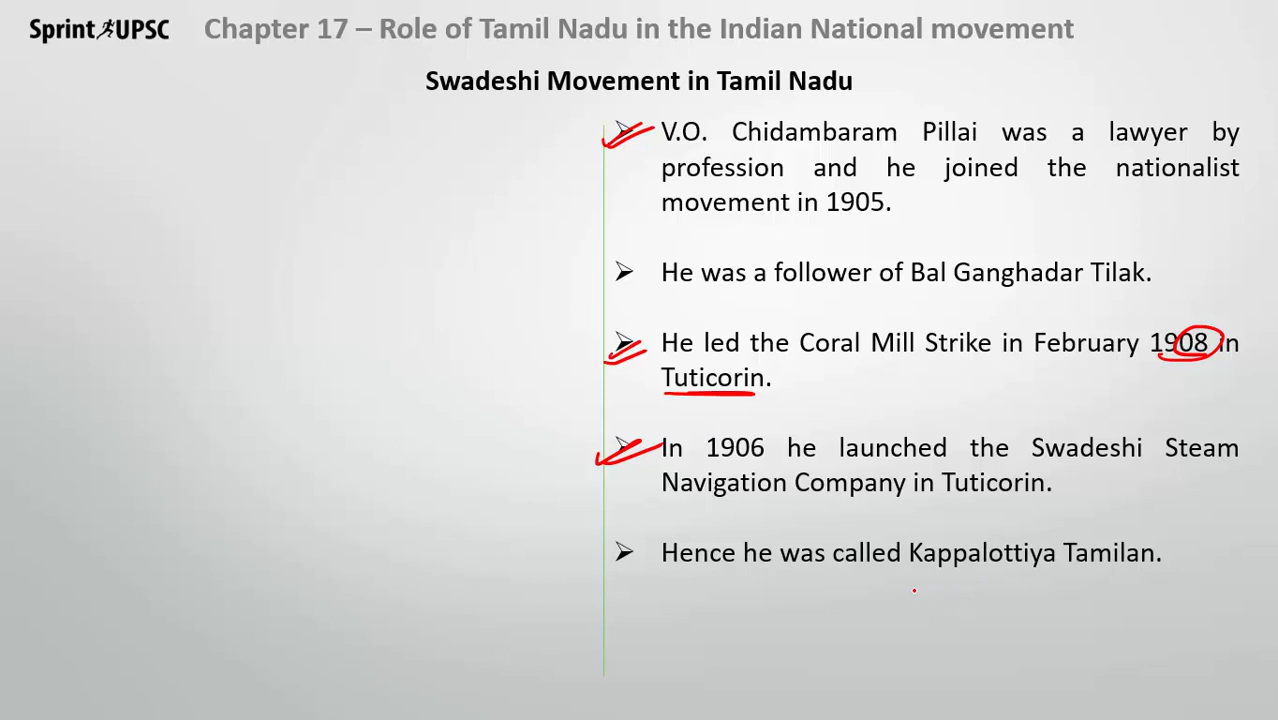 Sprint UPSC Chapter 17 – Role of Tamil Nadu in the Indian National movement
Swadeshi Movement in Tamil Nadu
V.O. Chidambaram Pillai was a lawyer by
profession and he joined the nationalist
movement in 1905.
He was a follower of Bal Ganghadar Tilak.
He led the Coral Mill Strike in February 1908 in
Tuticorin.
In 1906 he launched the Swadeshi Steam
Navigation Company in Tuticorin.
Hence he was called Kappalottiya Tamilan.